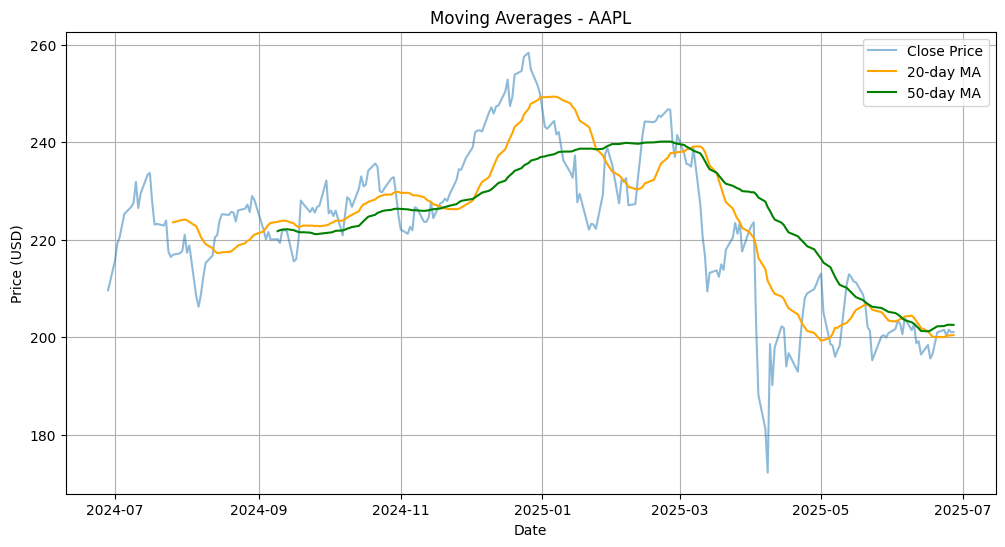 Moving Averages - AAPL
Close Price
20-day MA
50-day MA
Price (USD)
260
240
220
200
180
2024-07
2024-09
2024-11
2025-01
2025-03
2025-05
2025-07
Date